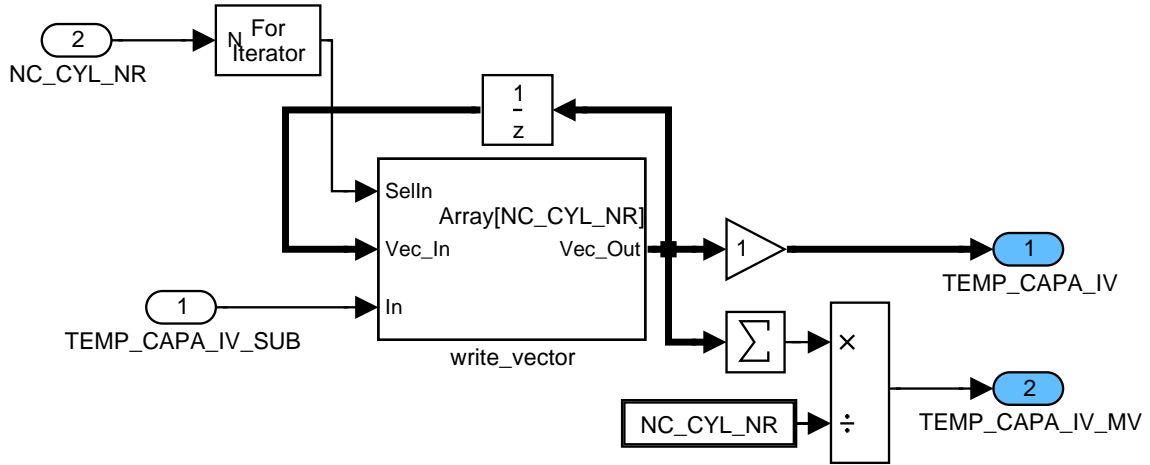 2
NC_CYL_NR
N
For
Iterator
1
z
SelIn
Array[NC_CYL_NR]
Vec_In
Vec_Out
In
write_vector
1
TEMP_CAPA_IV_SUB
1
1
TEMP_CAPA_IV
Σ
×
÷
NC_CYL_NR
2
TEMP_CAPA_IV_MV